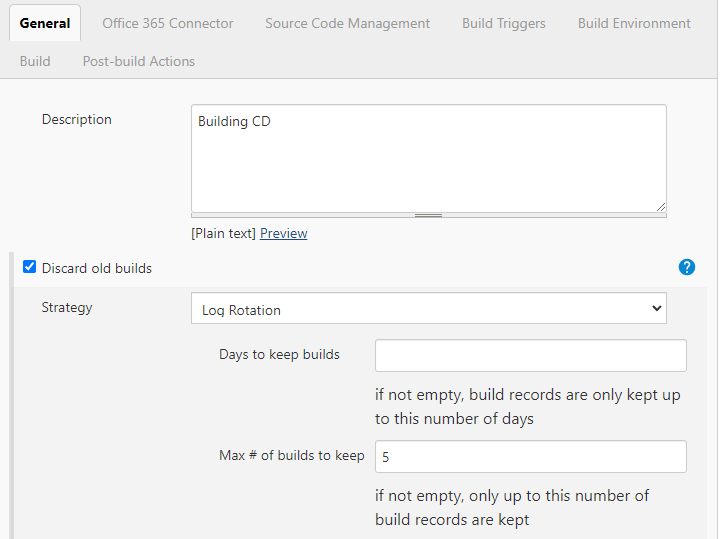 General Office 365 Connector Source Code Management Build Triggers Build Environment
Build Post-build Actions
Description
Building CD
[Plain text] Preview
Discard old builds
?
Strategy
Log Rotation
Days to keep builds
if not empty, build records are only kept up
to this number of days
Max # of builds to keep
5
if not empty, only up to this number of
build records are kept